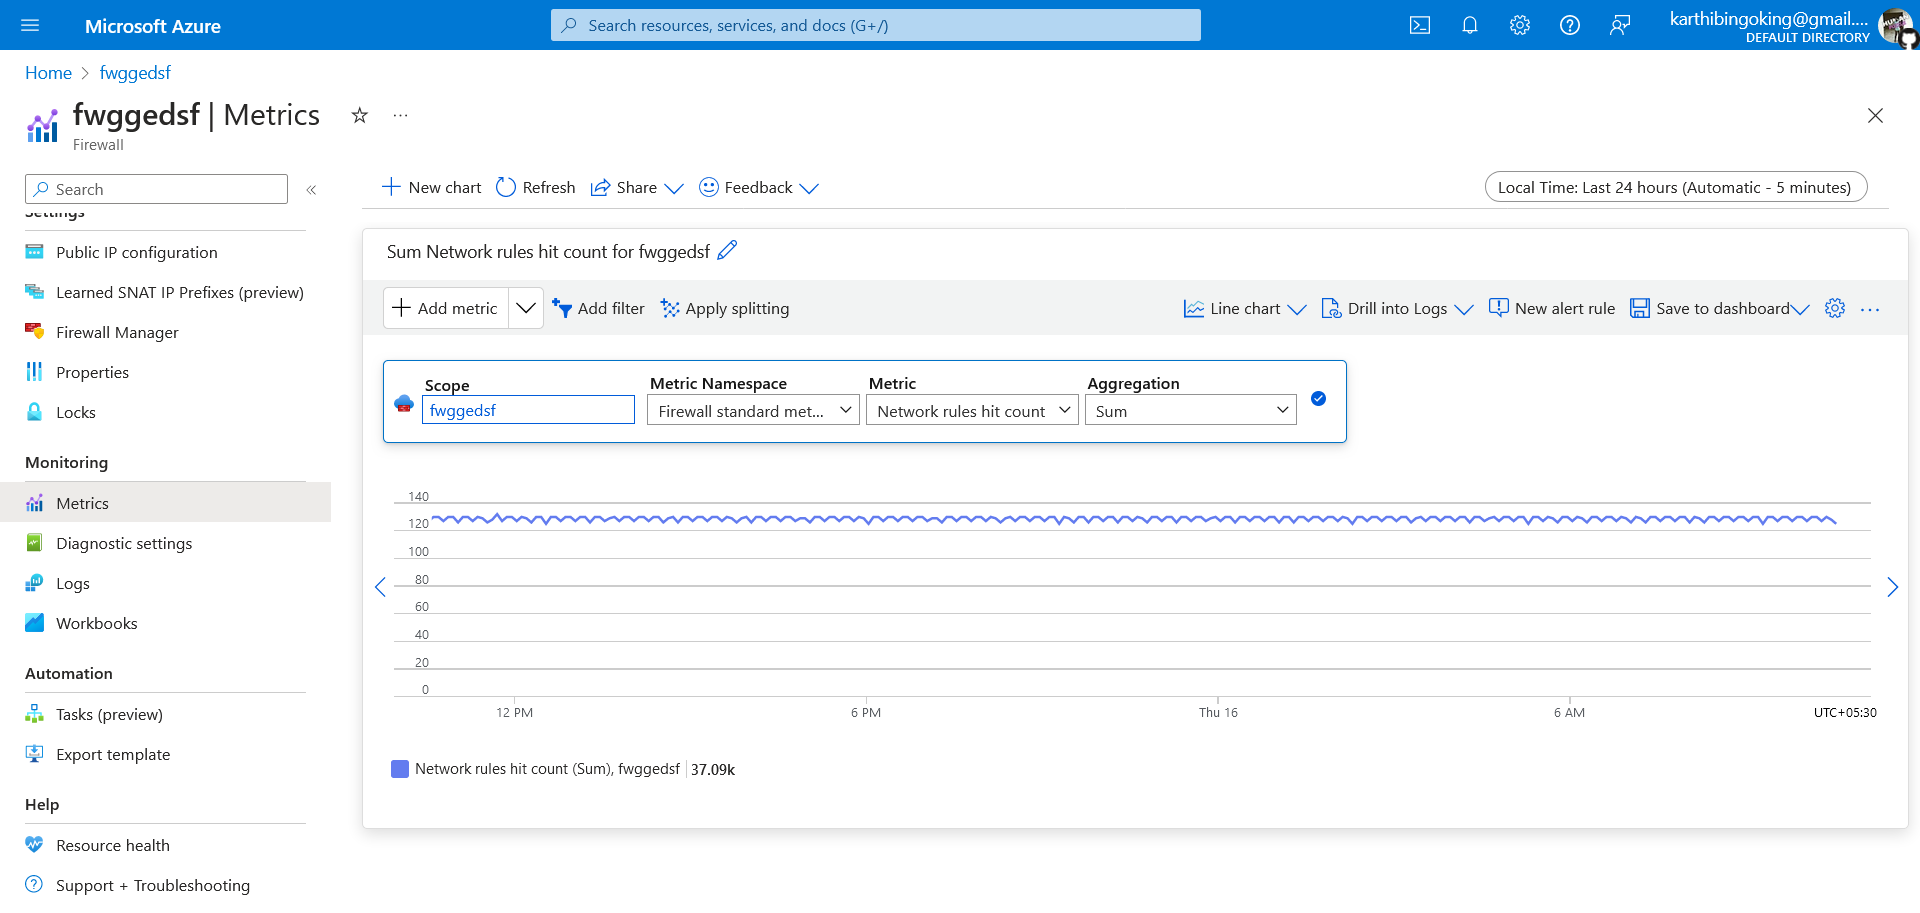 Microsoft Azure
Search resources, services, and docs (G+/)
karthibingoking@gmail....
DEFAULT DIRECTORY
Home > fwggedsf
fwggedsf | Metrics
Firewall
Search
Settings
Public IP configuration
Learned SNAT IP Prefixes (preview)
Firewall Manager
Properties
Locks
Monitoring
Metrics
Diagnostic settings
Logs
Workbooks
Automation
Tasks (preview)
Export template
Help
Resource health
Support + Troubleshooting
New chart Refresh Share Feedback
Local Time: Last 24 hours (Automatic - 5 minutes)
Sum Network rules hit count for fwggedsf
Add metric Add filter Apply splitting Line chart Drill into Logs New alert rule Save to dashboard
Scope Metric Namespace Metric Aggregation
fwggedsf Firewall standard met... Network rules hit count Sum
140
120
100
80
60
40
20
0
12 PM 6 PM Thu 16 6 AM UTC+05:30
Network rules hit count (Sum), fwggedsf 37.09k